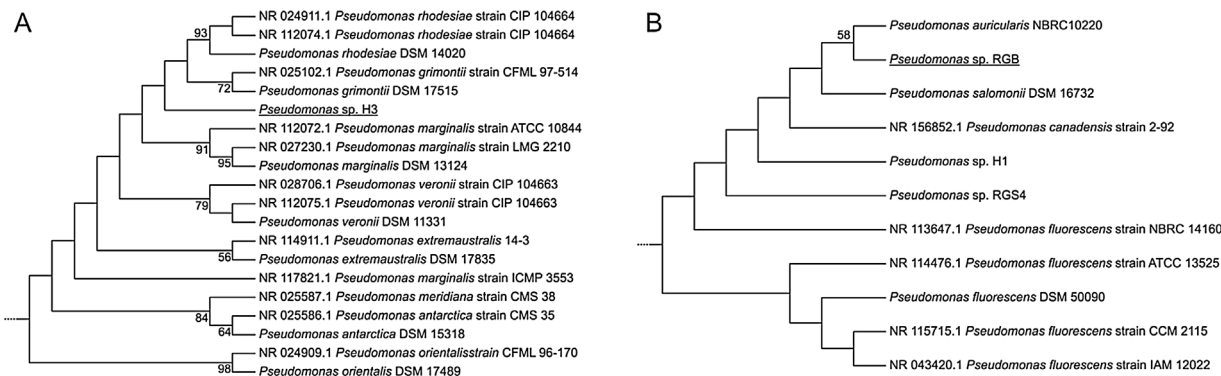 A
NR 024911.1 Pseudomonas rhodesiae strain CIP 104664
NR 112074.1 Pseudomonas rhodesiae strain CIP 104664
93
Pseudomonas rhodesiae DSM 14020
NR 025102.1 Pseudomonas grimontii strain CFML 97-514
72
Pseudomonas grimontii DSM 17515
Pseudomonas sp. H3
NR 112072.1 Pseudomonas marginalis strain ATCC 10844
91
NR 027230.1 Pseudomonas marginalis strain LMG 2210
95
Pseudomonas marginalis DSM 13124
NR 028706.1 Pseudomonas veronii strain CIP 104663
79
NR 112075.1 Pseudomonas veronii strain CIP 104663
Pseudomonas veronii DSM 11331
NR 114911.1 Pseudomonas extremaustralis 14-3
56
Pseudomonas extremaustralis DSM 17835
NR 117821.1 Pseudomonas marginalis strain ICMP 3553
NR 025587.1 Pseudomonas meridiana strain CMS 38
84
NR 025586.1 Pseudomonas antarctica strain CMS 35
64
Pseudomonas antarctica DSM 15318
NR 024909.1 Pseudomonas orientalisstrain CFML 96-170
98
Pseudomonas orientalis DSM 17489
B
Pseudomonas auricularis NBRC10220
58
Pseudomonas sp. RGB
Pseudomonas salomonii DSM 16732
NR 156852.1 Pseudomonas canadensis strain 2-92
Pseudomonas sp. H1
Pseudomonas sp. RGS4
NR 113647.1 Pseudomonas fluorescens strain NBRC 14160
NR 114476.1 Pseudomonas fluorescens strain ATCC 13525
Pseudomonas fluorescens DSM 50090
NR 115715.1 Pseudomonas fluorescens strain CCM 2115
NR 043420.1 Pseudomonas fluorescens strain IAM 12022